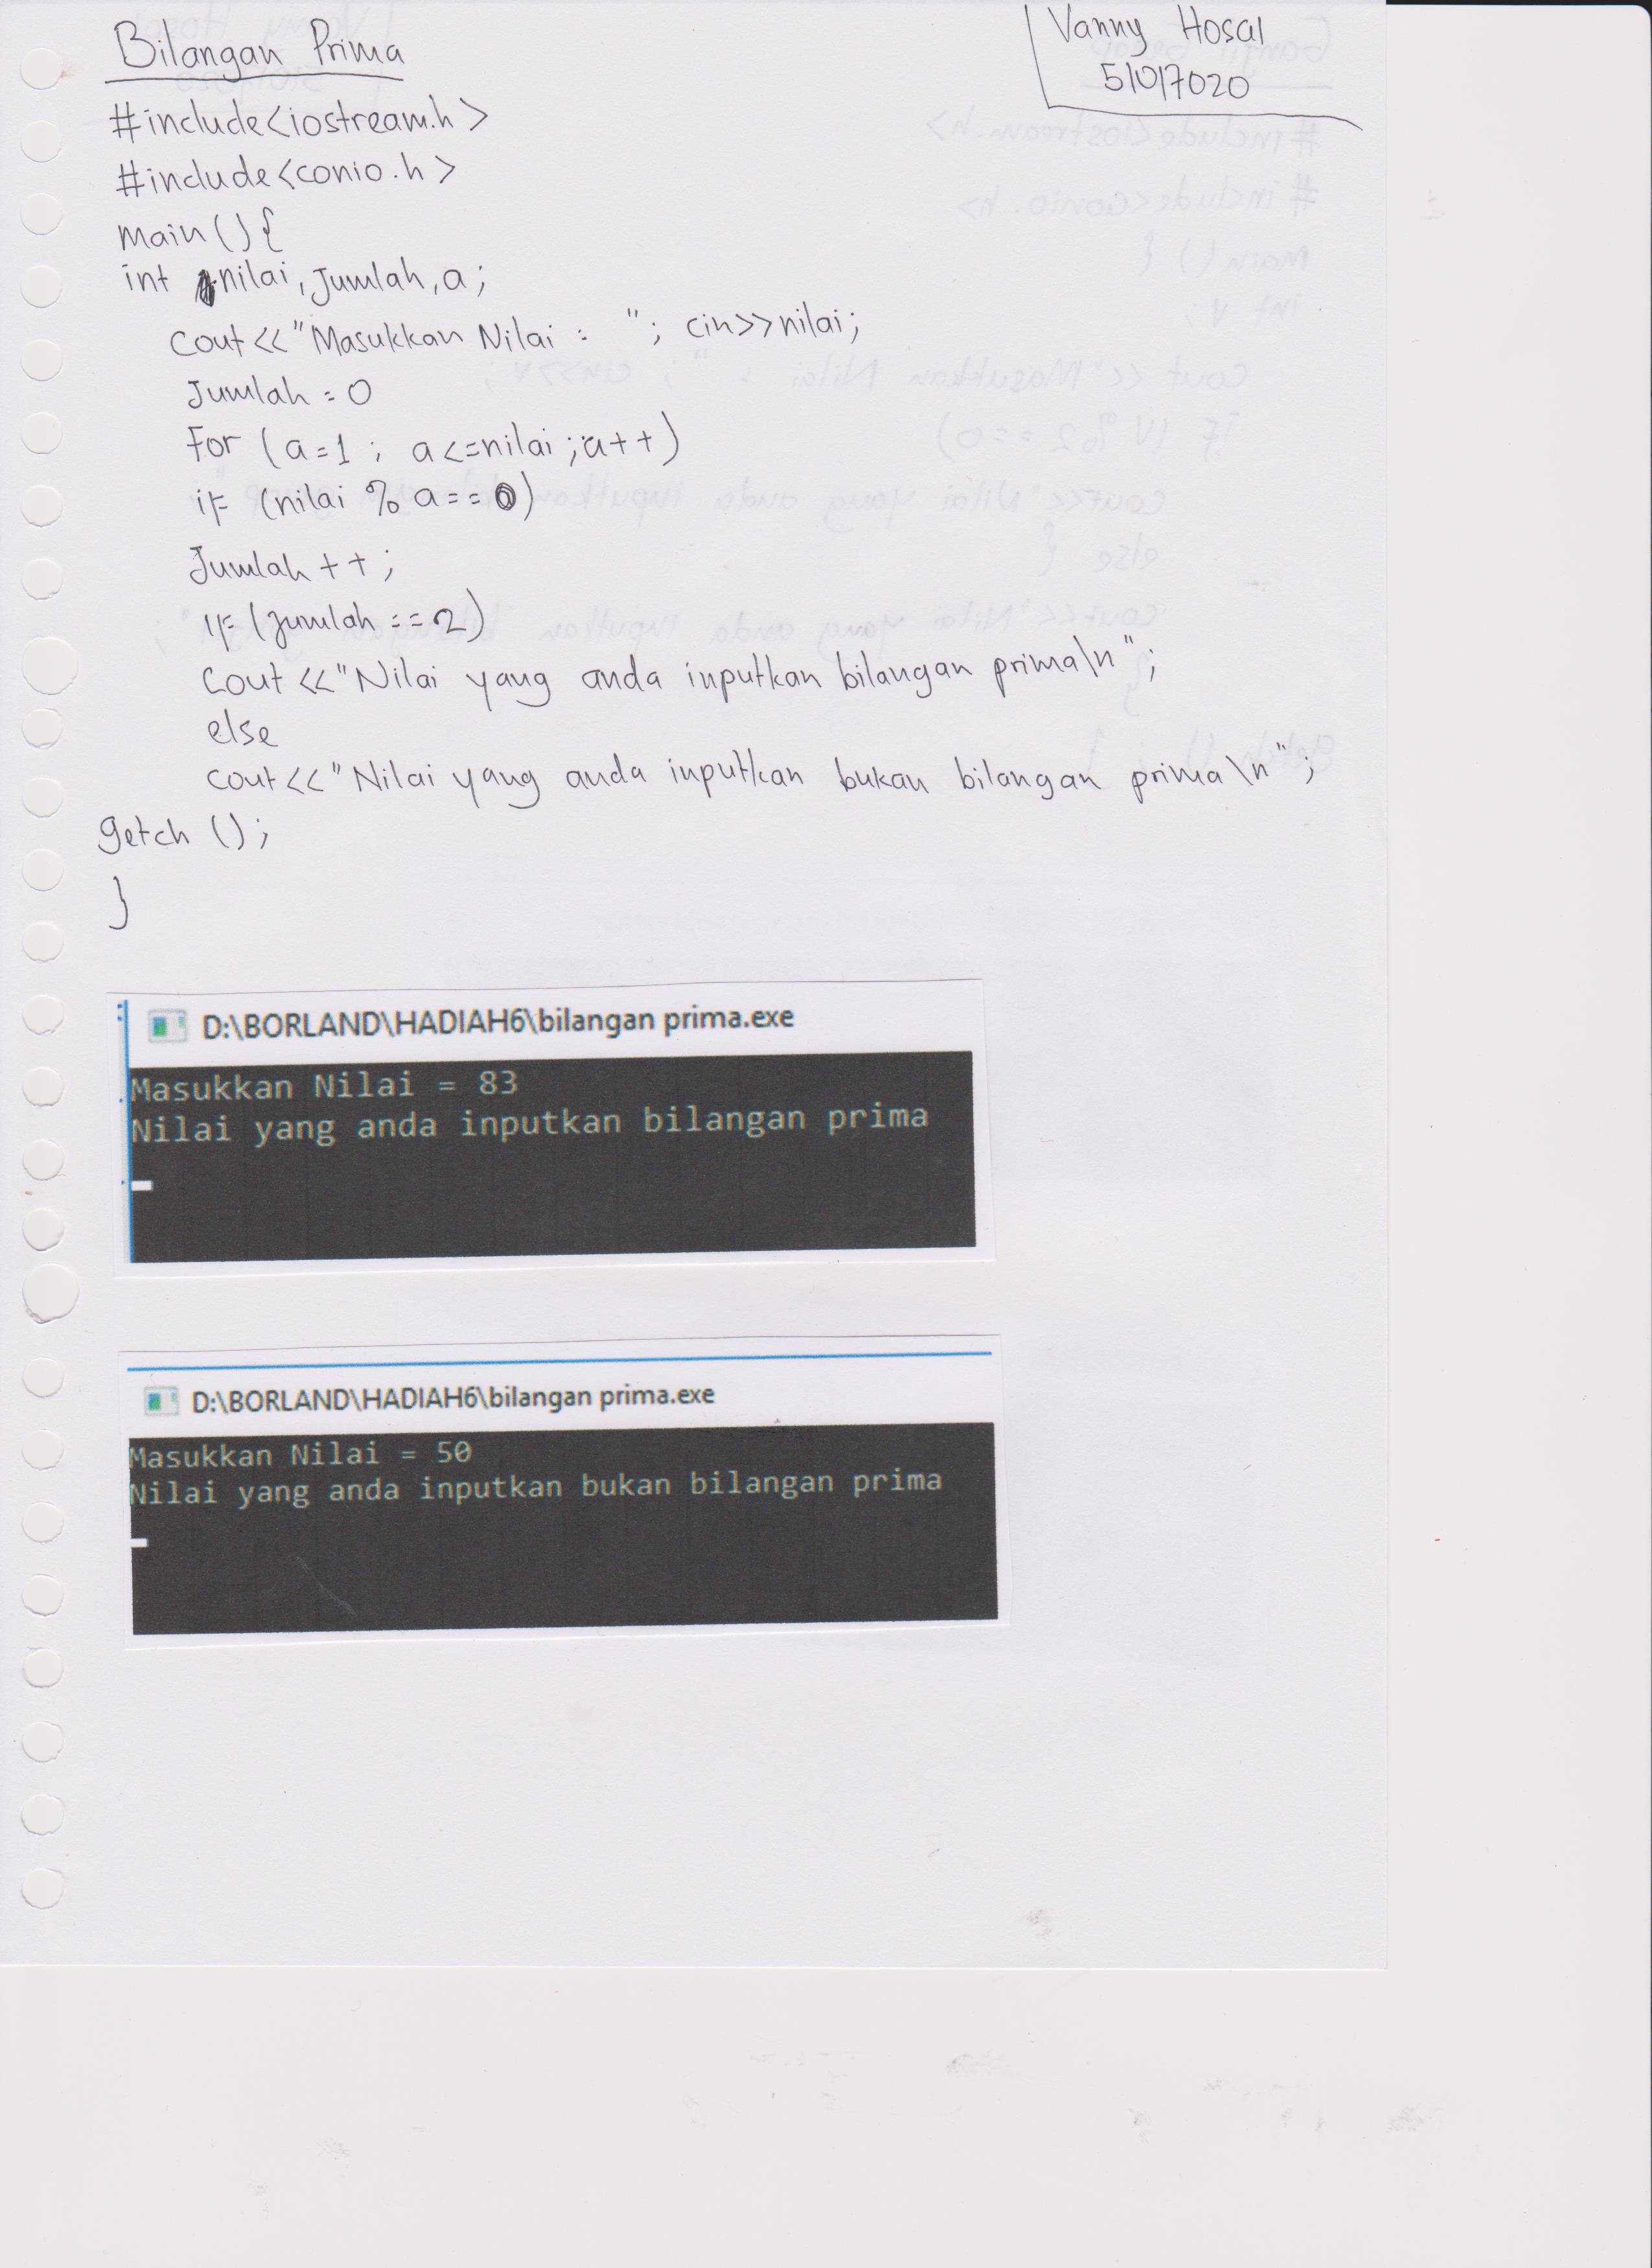 Bilangan Prima
Vanny Hosal
51017020
#include<iostream.h>
#include<conio.h>
main(){
int nilai, Jumlah, a;
Cout<<"Masukkan Nilai = "; cin>>nilai;
Jumlah = 0
For (a=1 ; a<=nilai ; a++)
if (nilai % a==0)
Jumlah ++;
if (jumlah ==2)
Cout <<"Nilai yang anda inputkan bilangan prima\n";
else
cout<<"Nilai yang anda inputkan bukan bilangan prima\n";
getch ();
}
D:\BORLAND\HADIAH6\bilangan prima.exe
Masukkan Nilai = 83
Nilai yang anda inputkan bilangan prima
D:\BORLAND\HADIAH6\bilangan prima.exe
Masukkan Nilai = 50
Nilai yang anda inputkan bukan bilangan prima